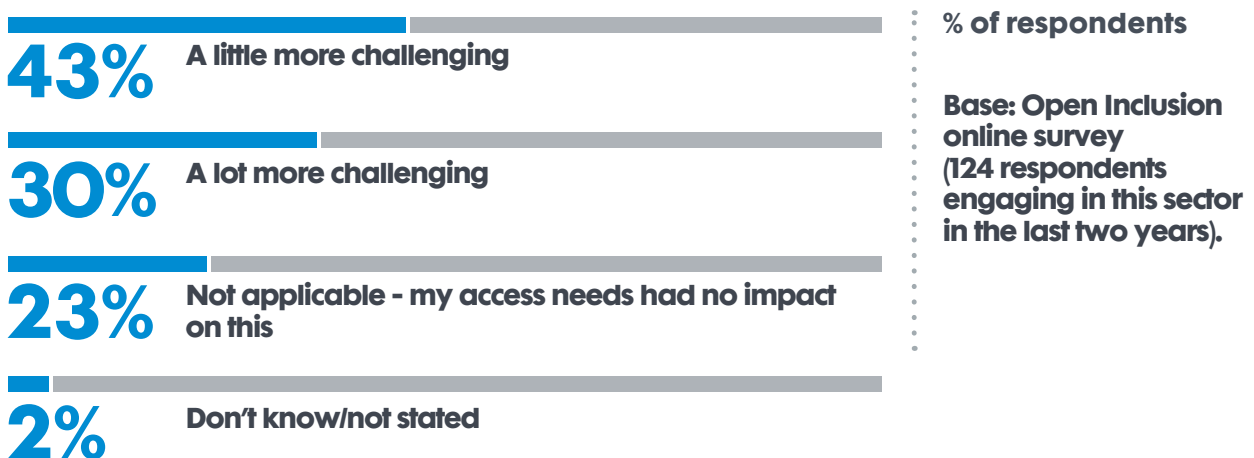 43% A little more challenging
30% A lot more challenging
23% Not applicable - my access needs had no impact
on this
2% Don't know/not stated
% of respondents
Base: Open Inclusion
online survey
(124 respondents
engaging in this sector
in the last two years).